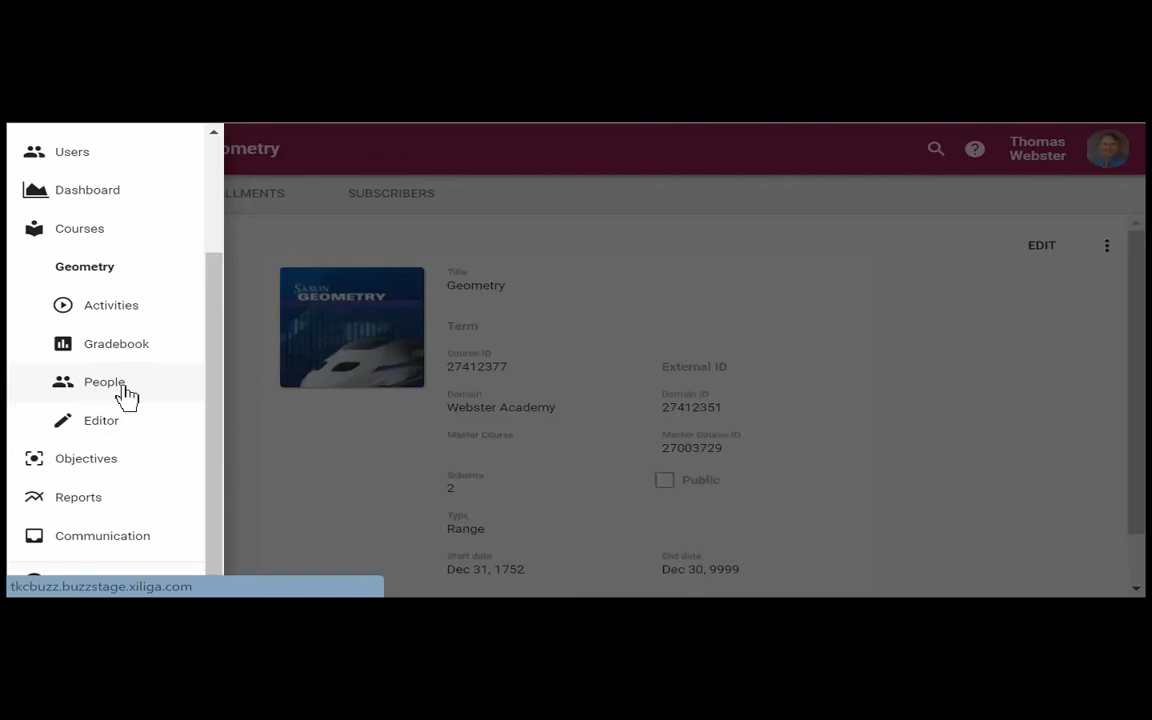 Users
Dashboard
Courses
Geometry
Activities
Gradebook
People
Editor
Objectives
Reports
Communication
tkcbuzz.buzzstage.xiliga.com
ometry
Thomas
Webster
LLMENTS
SUBSCRIBERS
EDIT
SAXON
GEOMETRY
Title
Geometry
Term
Course ID
27412377
External ID
Domain
Webster Academy
Domain ID
27412351
Master Course
Master Course ID
27003729
Schema
2
Public
Type
Range
Start date
Dec 31, 1752
End date
Dec 30, 9999